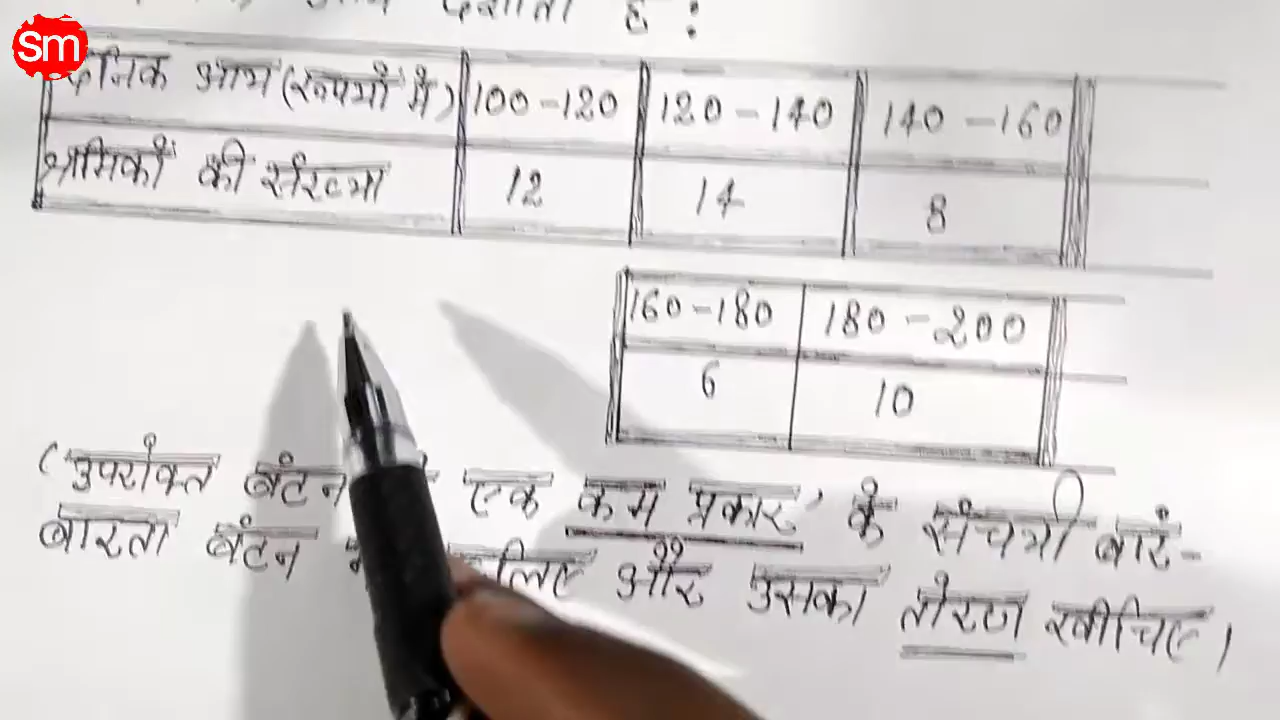 Sm
दर्शाता है :
दैनिक आय (रूपयों में) 100-120 120-140 140-160
श्रमिकों की संख्या 12 14 8
160-180 180-200
6 10
(उपरोक्त बंटन एक कम प्रकार' के संचयी बारं-
बारता बंटन और उसका तोरण खींचिए।